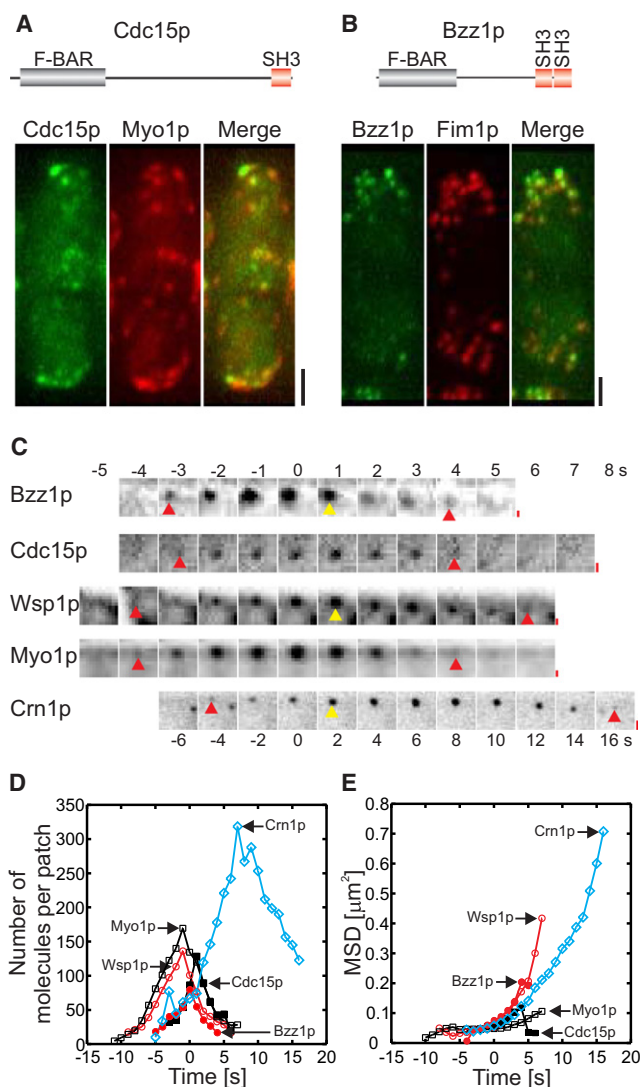 A
Cdc15p
F-BAR
SH3
Cdc15p Myo1p Merge
B
Bzz1p
F-BAR
SH3
SH3
Bzz1p Fim1p Merge
C
-5 -4 -3 -2 -1 0 1 2 3 4 5 6 7 8 s
Bzz1p
Cdc15p
Wsp1p
Myo1p
Crn1p
-6 -4 -2 0 2 4 6 8 10 12 14 16 s
D
Number of
molecules per patch
350
300
250
200
150
100
50
0
-15 -10 -5 0 5 10 15 20
Time [s]
Crn1p
Myo1p
Wsp1p
Cdc15p
Bzz1p
E
MSD [μm²]
0.8
0.7
0.6
0.5
0.4
0.3
0.2
0.1
0
-15 -10 -5 0 5 10 15 20
Time [s]
Crn1p
Wsp1p
Bzz1p
Myo1p
Cdc15p